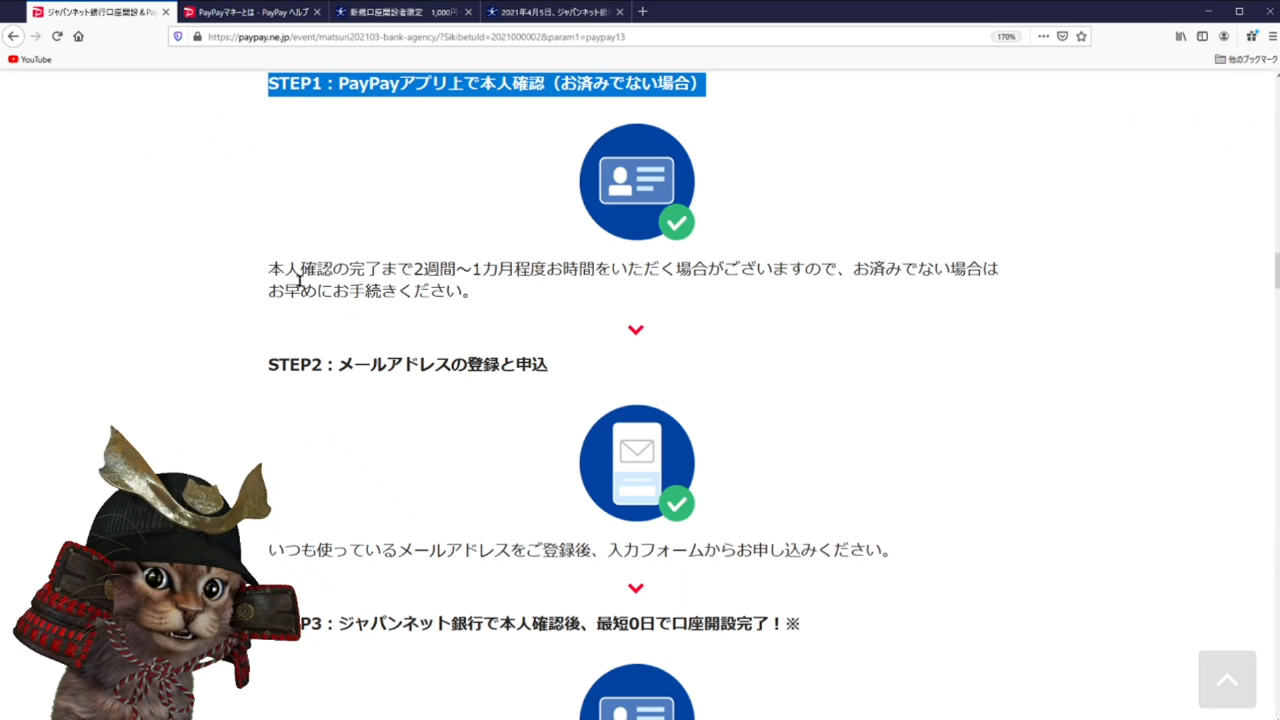 ジャパンネット銀行口座開設&Pay
PayPayマネーとは - PayPay ヘルプ
新規口座開設者限定 1,000円
2021年4月5日、ジャパンネット銀
https://paypay.ne.jp/event/matsuri202103-bank-agency/?SikibetuId=2021000002&param1=paypay13
170%
YouTube
他のブックマーク
STEP1：PayPayアプリ上で本人確認（お済みでない場合）
本人確認の完了まで2週間〜1カ月程度お時間をいただく場合がございますので、お済みでない場合は
お早めにお手続きください。
STEP2：メールアドレスの登録と申込
いつも使っているメールアドレスをご登録後、入力フォームからお申し込みください。
P3：ジャパンネット銀行で本人確認後、最短0日で口座開設完了！※